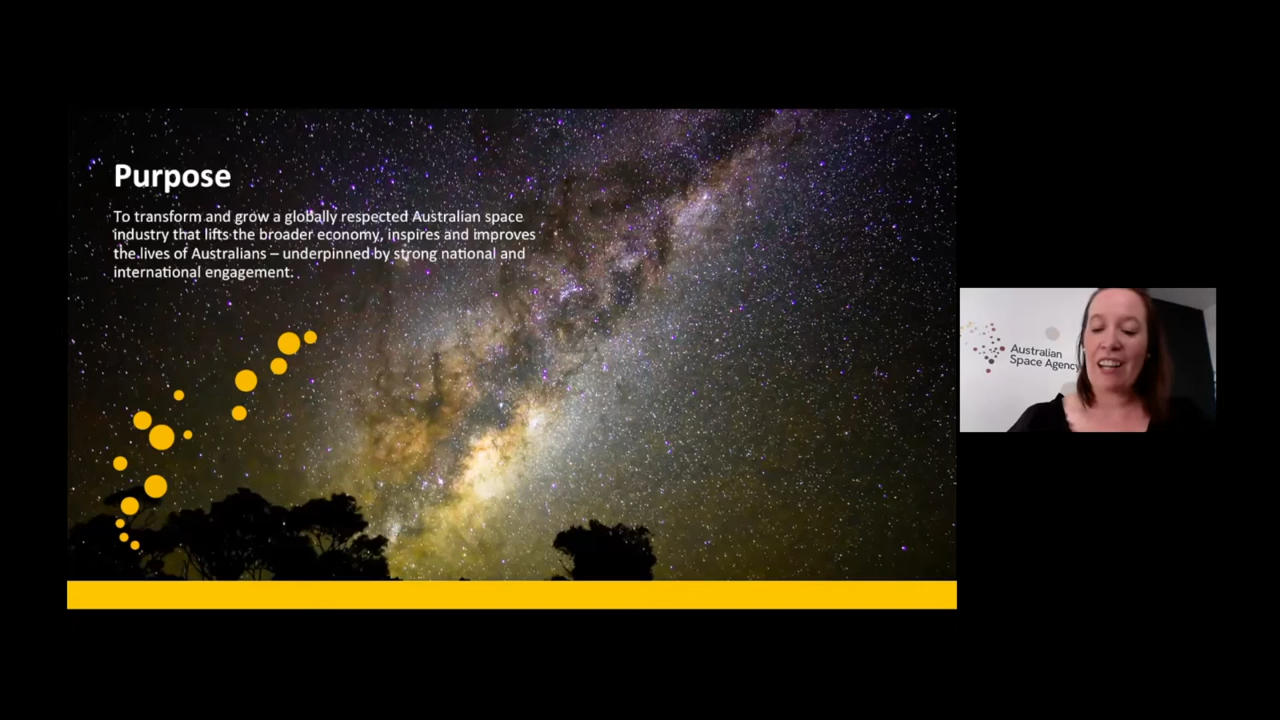 Purpose
To transform and grow a globally respected Australian space
industry that lifts the broader economy, inspires and improves
the lives of Australians – underpinned by strong national and
international engagement.
Australian
Space Agency